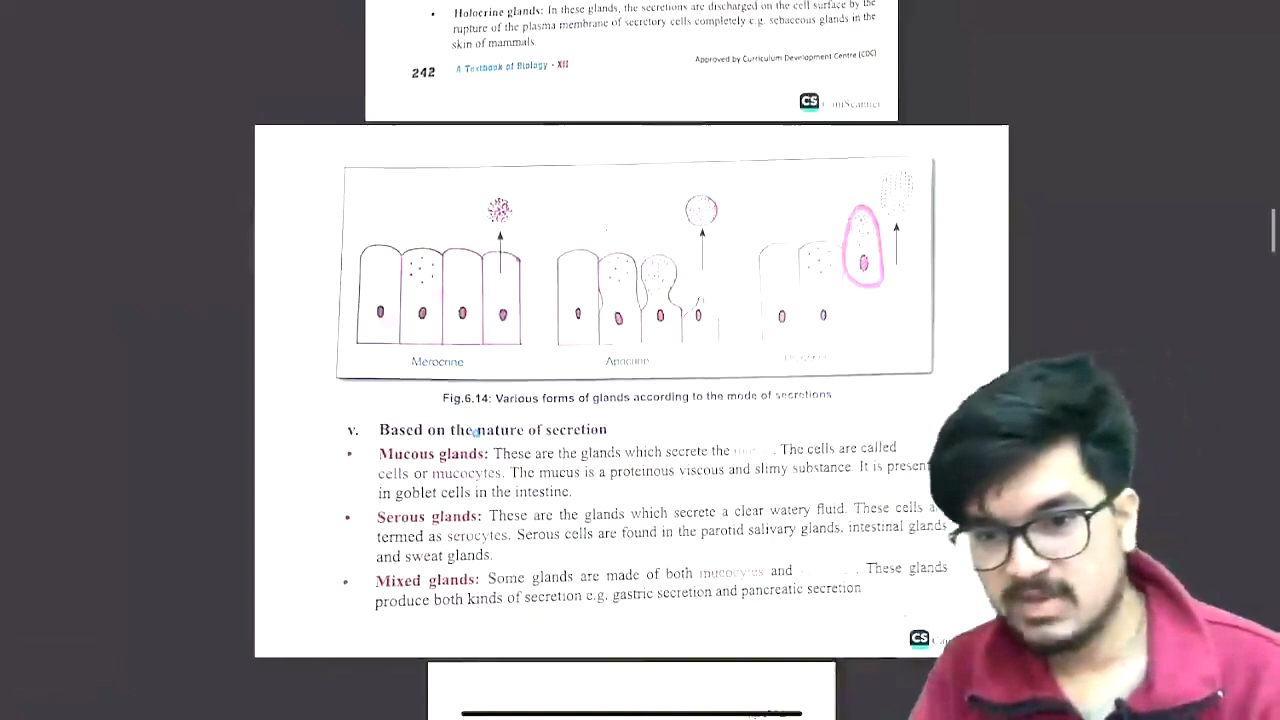 • Holocrine glands: In these glands, the secretions are discharged on the cell surface by the
rupture of the plasma membrane of secretory cells completely e.g. sebaceous glands in the
skin of mammals
242 A Textbook of Biology - XII Approved by Curriculum Development Centre (CDC)
CS CamScanner
Merocrine Apocrine
Fig.6.14: Various forms of glands according to the mode of secretions
v. Based on the nature of secretion
• Mucous glands: These are the glands which secrete the . The cells are called
cells or mucocytes. The mucus is a proteinous viscous and slimy substance. It is present
in goblet cells in the intestine.
• Serous glands: These are the glands which secrete a clear watery fluid. These cells
termed as serocytes. Serous cells are found in the parotid salivary glands, intestinal glands
and sweat glands.
• Mixed glands: Some glands are made of both mucocytes and . These glands
produce both kinds of secretion e.g. gastric secretion and pancreatic secretion
CS